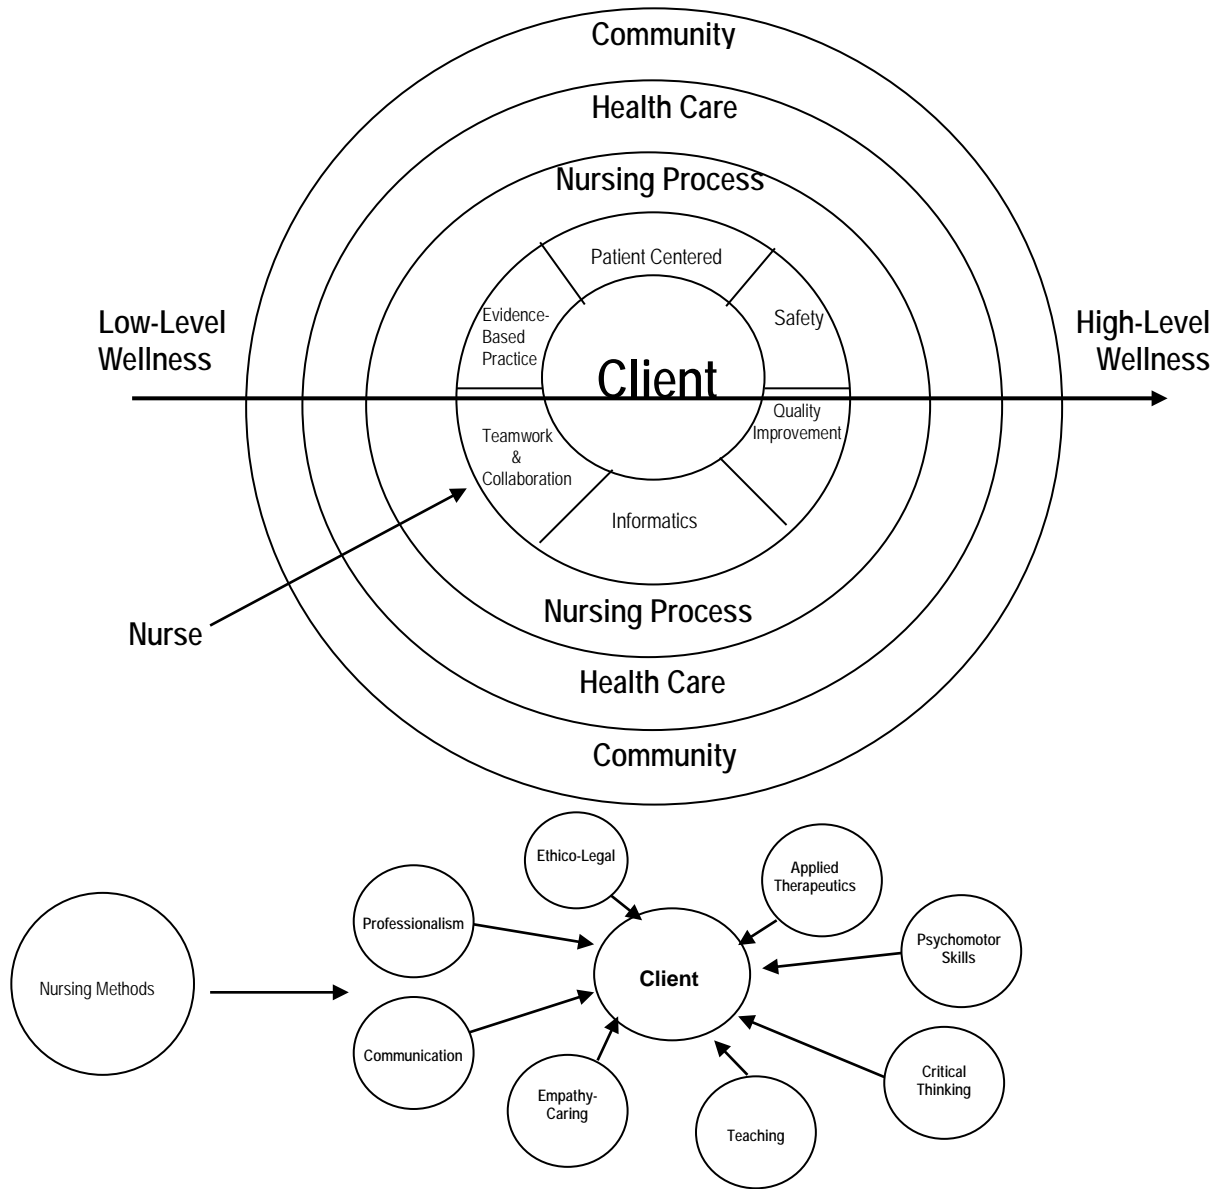 Community
Health Care
Nursing Process
Patient Centered
Evidence-
Based
Practice
Safety
Low-Level
Wellness
High-Level
Wellness
Client
Quality
Improvement
Teamwork
&
Collaboration
Informatics
Nursing Process
Nurse
Health Care
Community
Ethico-Legal
Applied
Therapeutics
Professionalism
Psychomotor
Skills
Client
Nursing Methods
Communication
Critical
Thinking
Empathy-
Caring
Teaching